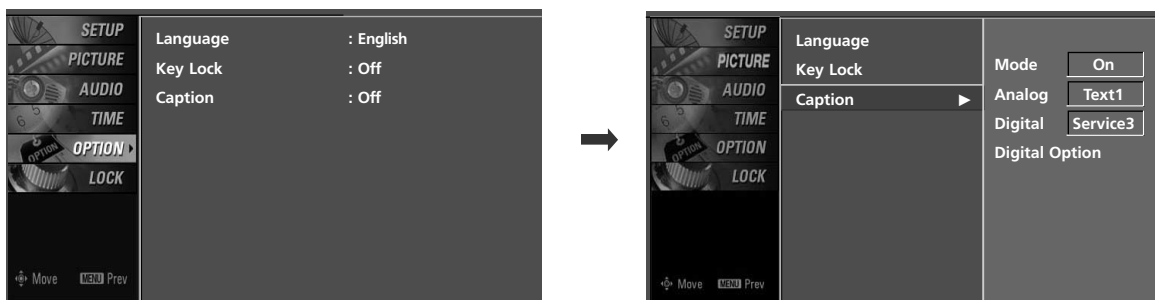 SETUP
PICTURE
AUDIO
TIME
OPTION
LOCK
Move MENU Prev
Language : English
Key Lock : Off
Caption : Off
SETUP
PICTURE
AUDIO
TIME
OPTION
LOCK
Move MENU Prev
Language
Key Lock
Caption
Mode On
Analog Text1
Digital Service3
Digital Option